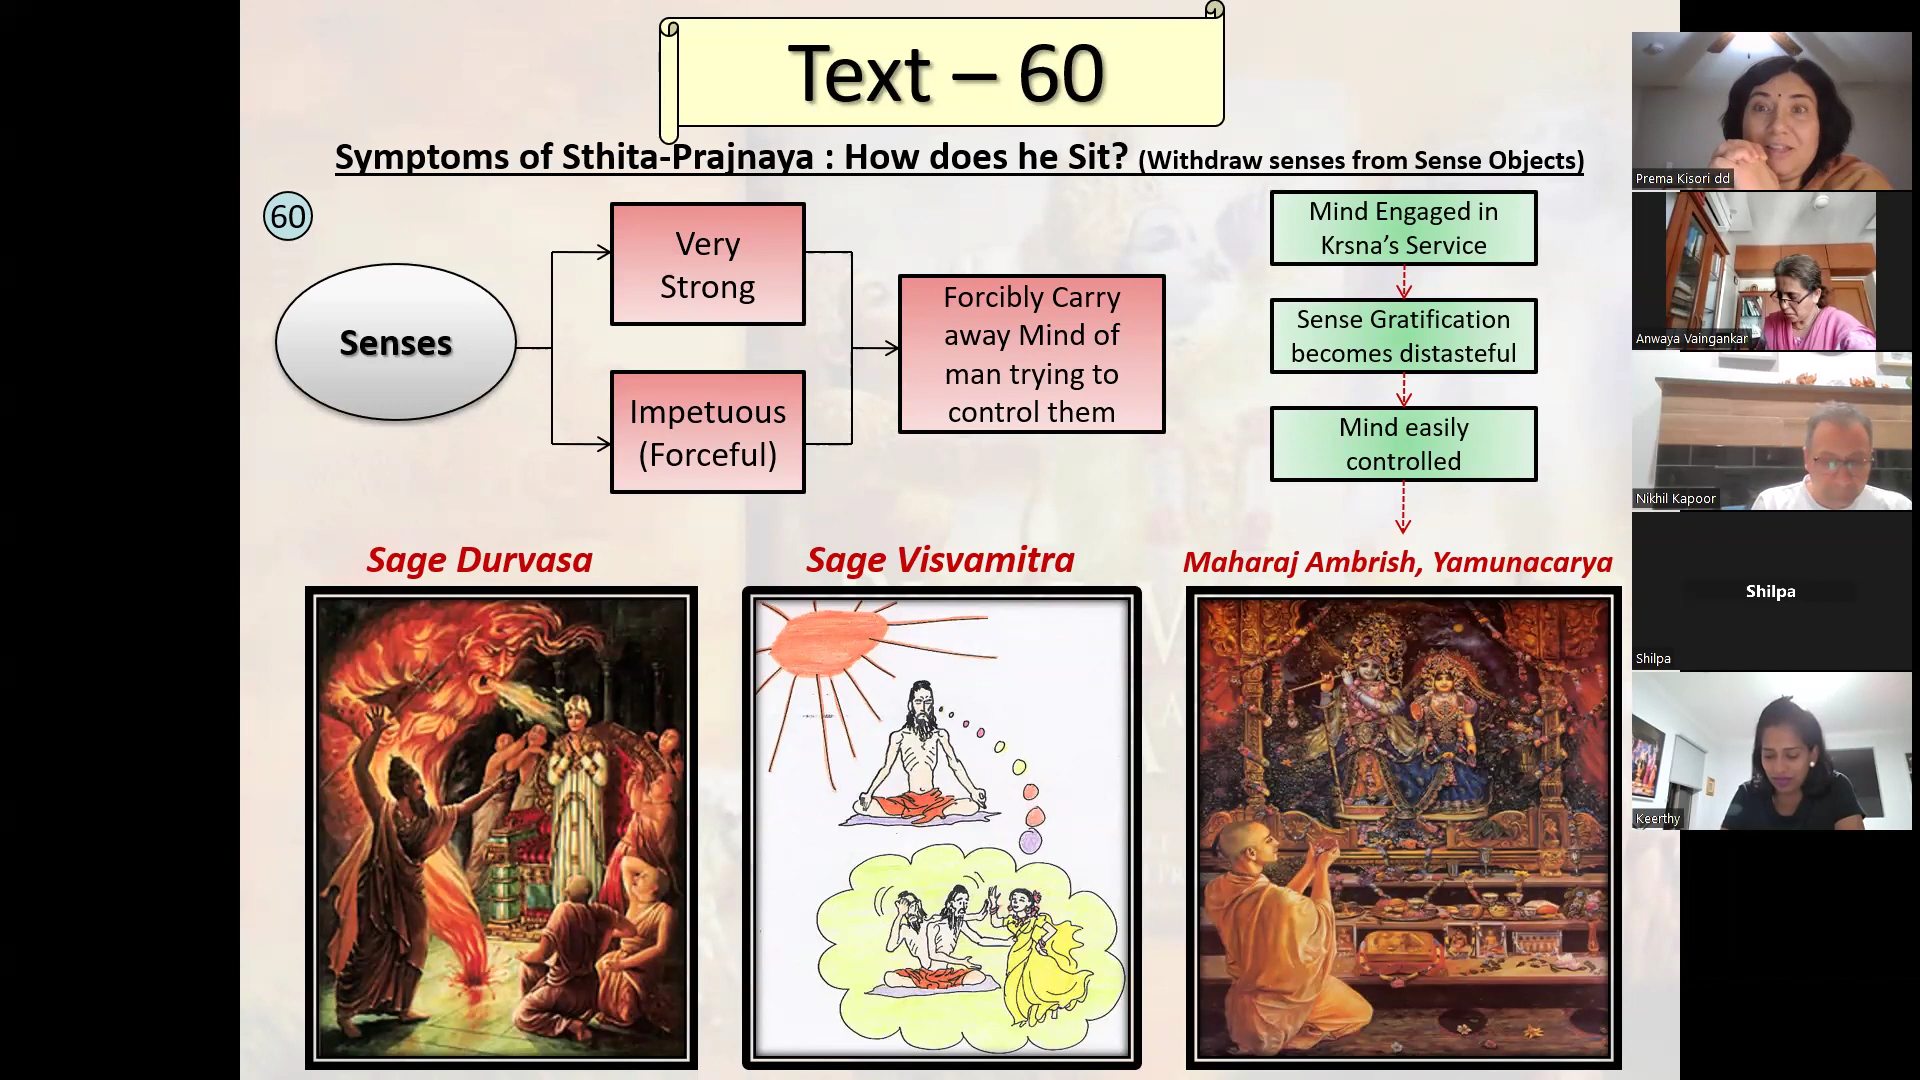 Text – 60
Symptoms of Sthita-Prajnaya : How does he Sit? (Withdraw senses from Sense Objects)
60
Senses
Very
Strong
Impetuous
(Forceful)
Forcibly Carry
away Mind of
man trying to
control them
Mind Engaged in
Krsna’s Service
Sense Gratification
becomes distasteful
Mind easily
controlled
Sage Durvasa
Sage Visvamitra
Maharaj Ambrish, Yamunacarya
Prema Kisori dd
Anwaya Vaingankar
Nikhil Kapoor
Shilpa
Shilpa
Keerthy